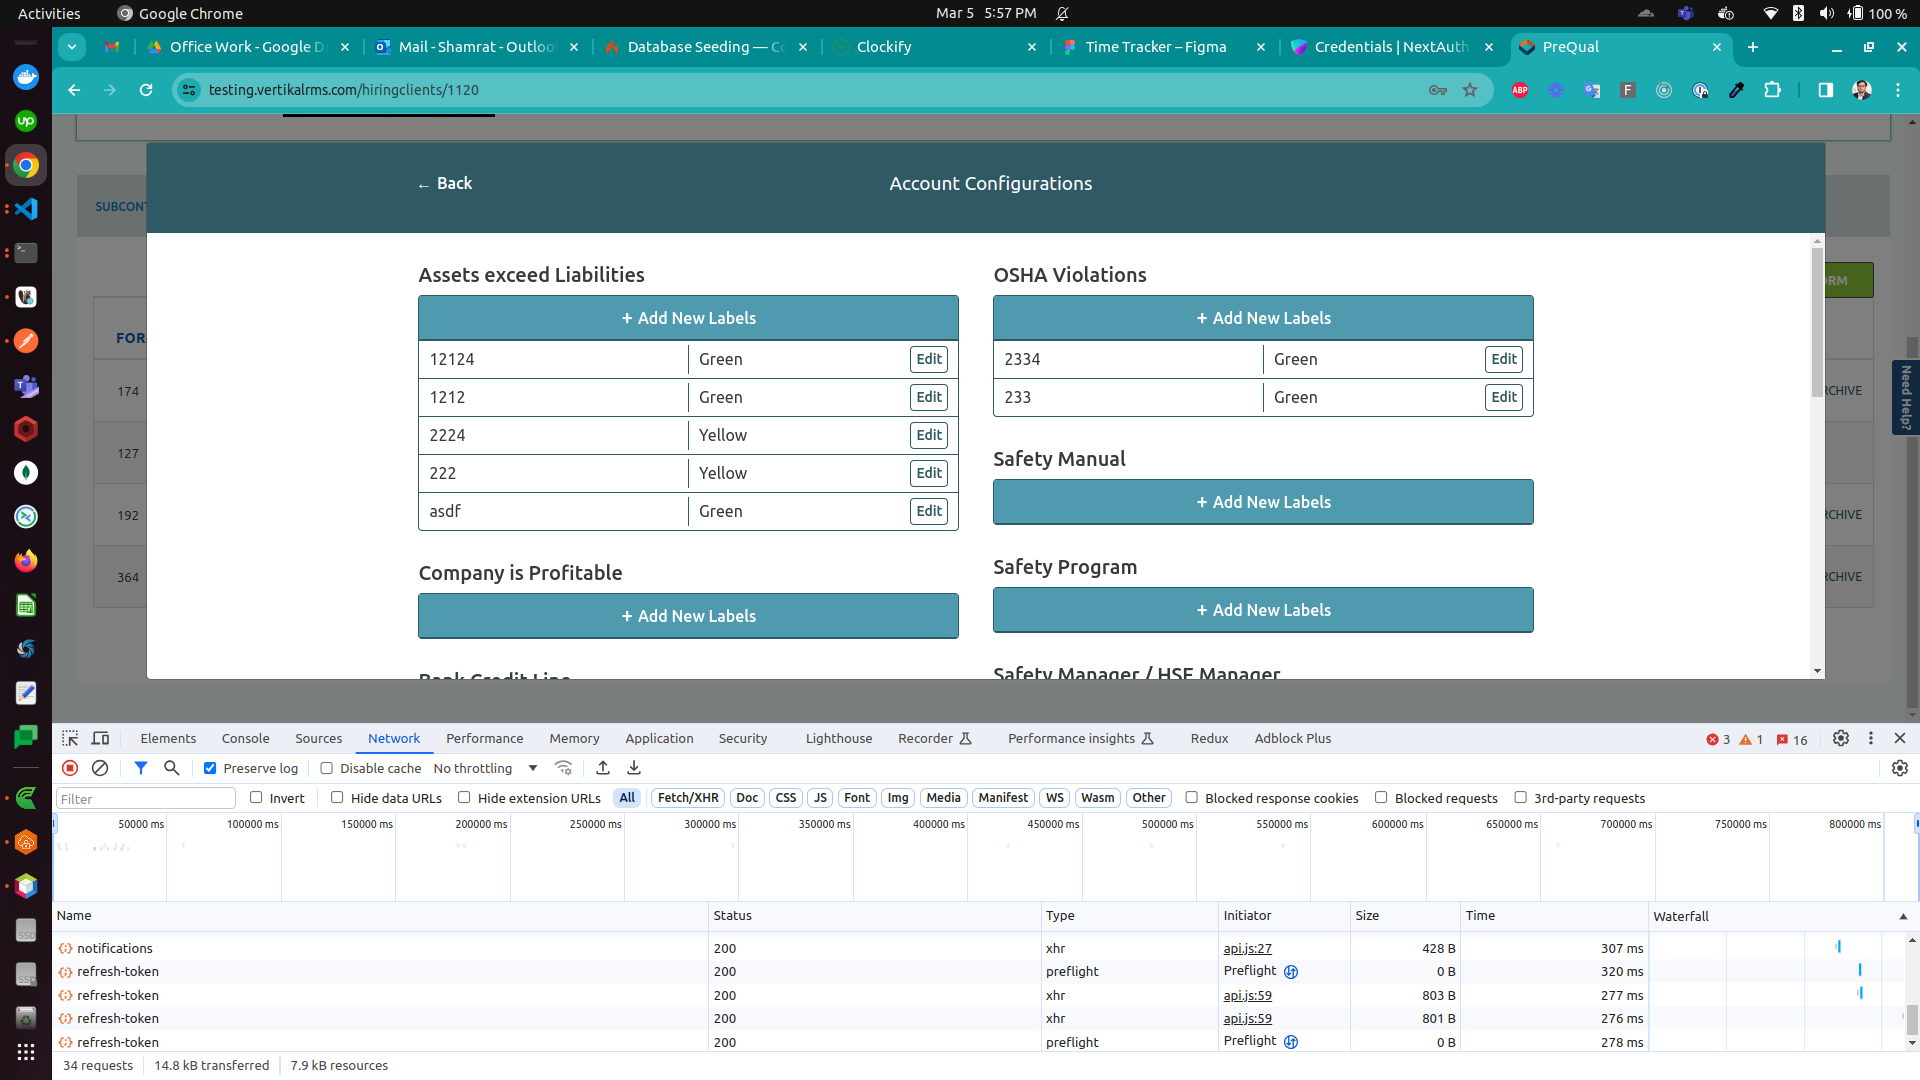 Activities
Google Chrome
Mar 5 5:57 PM
100 %
Office Work - Google D
Mail - Shamrat - Outloo
Database Seeding — Co
Clockify
Time Tracker – Figma
Credentials | NextAuth
PreQual
testing.vertikalrms.com/hiringclients/1120
← Back
Account Configurations
SUBCONT
ORM
FOR
174
RCHIVE
127
192
RCHIVE
364
RCHIVE
Need Help?
Assets exceed Liabilities
+ Add New Labels
12124 Green Edit
1212 Green Edit
2224 Yellow Edit
222 Yellow Edit
asdf Green Edit
Company is Profitable
+ Add New Labels
Bank Credit Line
OSHA Violations
+ Add New Labels
2334 Green Edit
233 Green Edit
Safety Manual
+ Add New Labels
Safety Program
+ Add New Labels
Safety Manager / HSE Manager
Elements Console Sources Network Performance Memory Application Security Lighthouse Recorder Performance insights Redux Adblock Plus 3 1 16
Preserve log Disable cache No throttling
Filter Invert Hide data URLs Hide extension URLs All Fetch/XHR Doc CSS JS Font Img Media Manifest WS Wasm Other Blocked response cookies Blocked requests 3rd-party requests
50000 ms 100000 ms 150000 ms 200000 ms 250000 ms 300000 ms 350000 ms 400000 ms 450000 ms 500000 ms 550000 ms 600000 ms 650000 ms 700000 ms 750000 ms 800000 ms
Name Status Type Initiator Size Time Waterfall
notifications 200 xhr api.js:27 428 B 307 ms
refresh-token 200 preflight Preflight 0 B 320 ms
refresh-token 200 xhr api.js:59 803 B 277 ms
refresh-token 200 xhr api.js:59 801 B 276 ms
refresh-token 200 preflight Preflight 0 B 278 ms
34 requests 14.8 kB transferred 7.9 kB resources